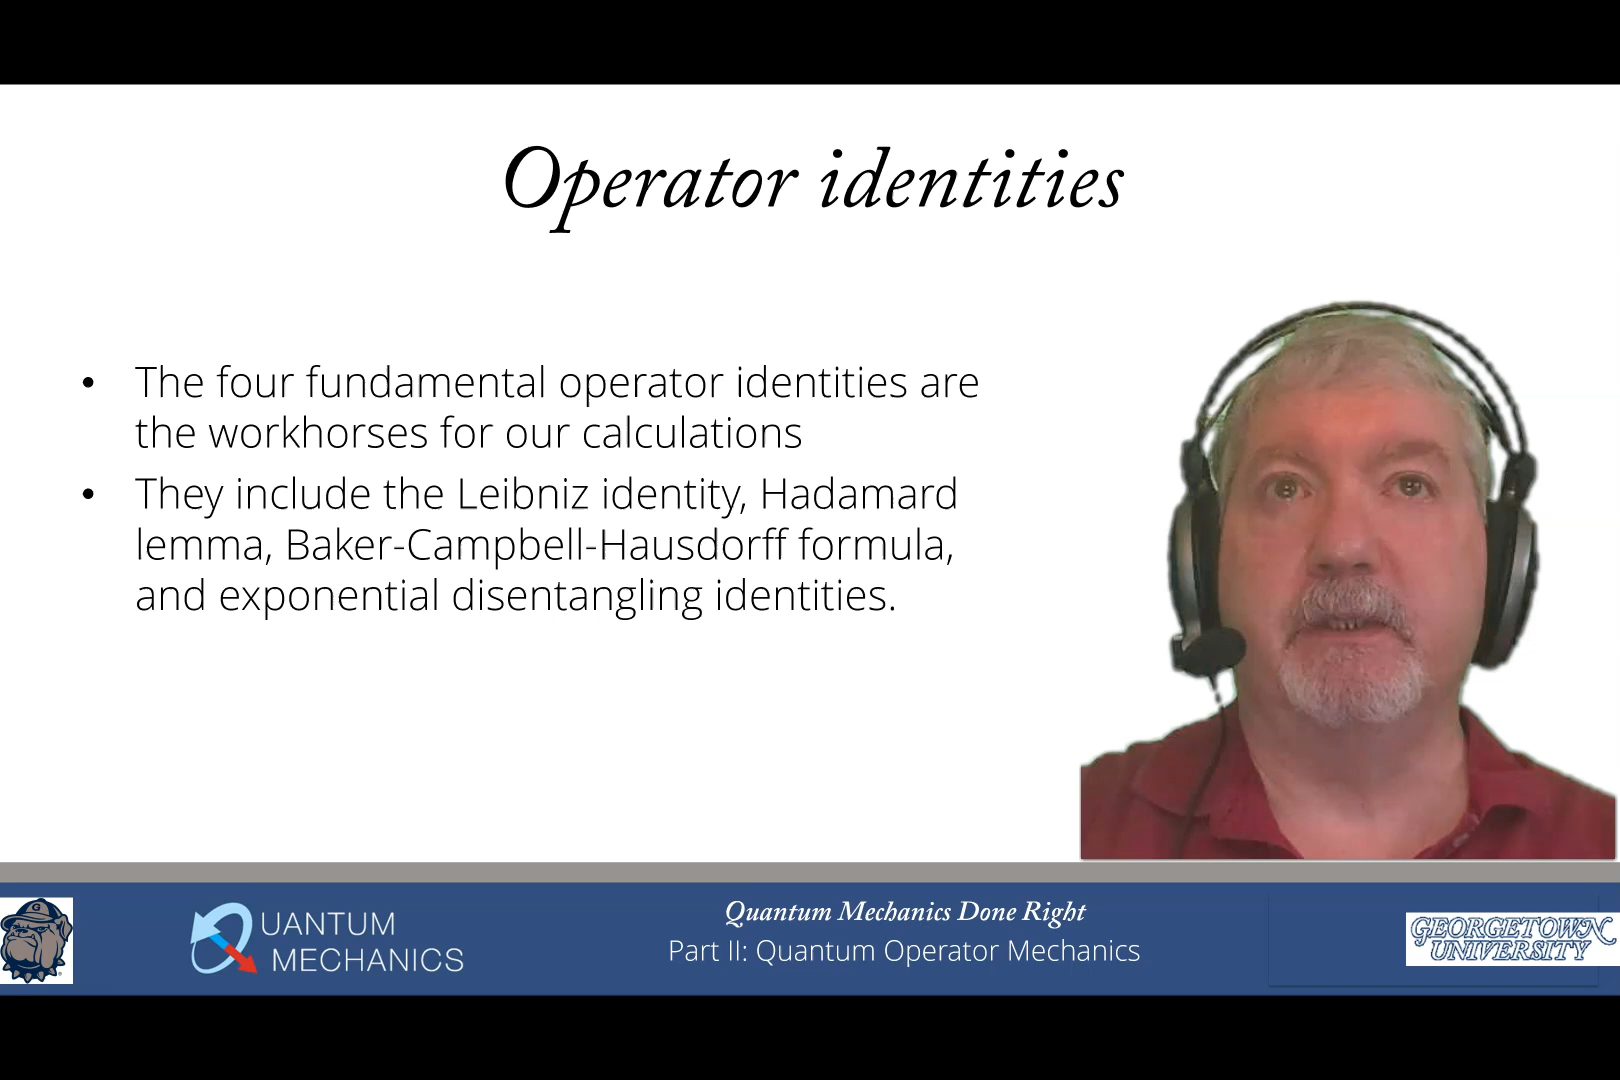 Operator identities
• The four fundamental operator identities are
the workhorses for our calculations
• They include the Leibniz identity, Hadamard
lemma, Baker-Campbell-Hausdorff formula,
and exponential disentangling identities.
G
QUANTUM
MECHANICS
Quantum Mechanics Done Right
Part II: Quantum Operator Mechanics
GEORGETOWN
UNIVERSITY